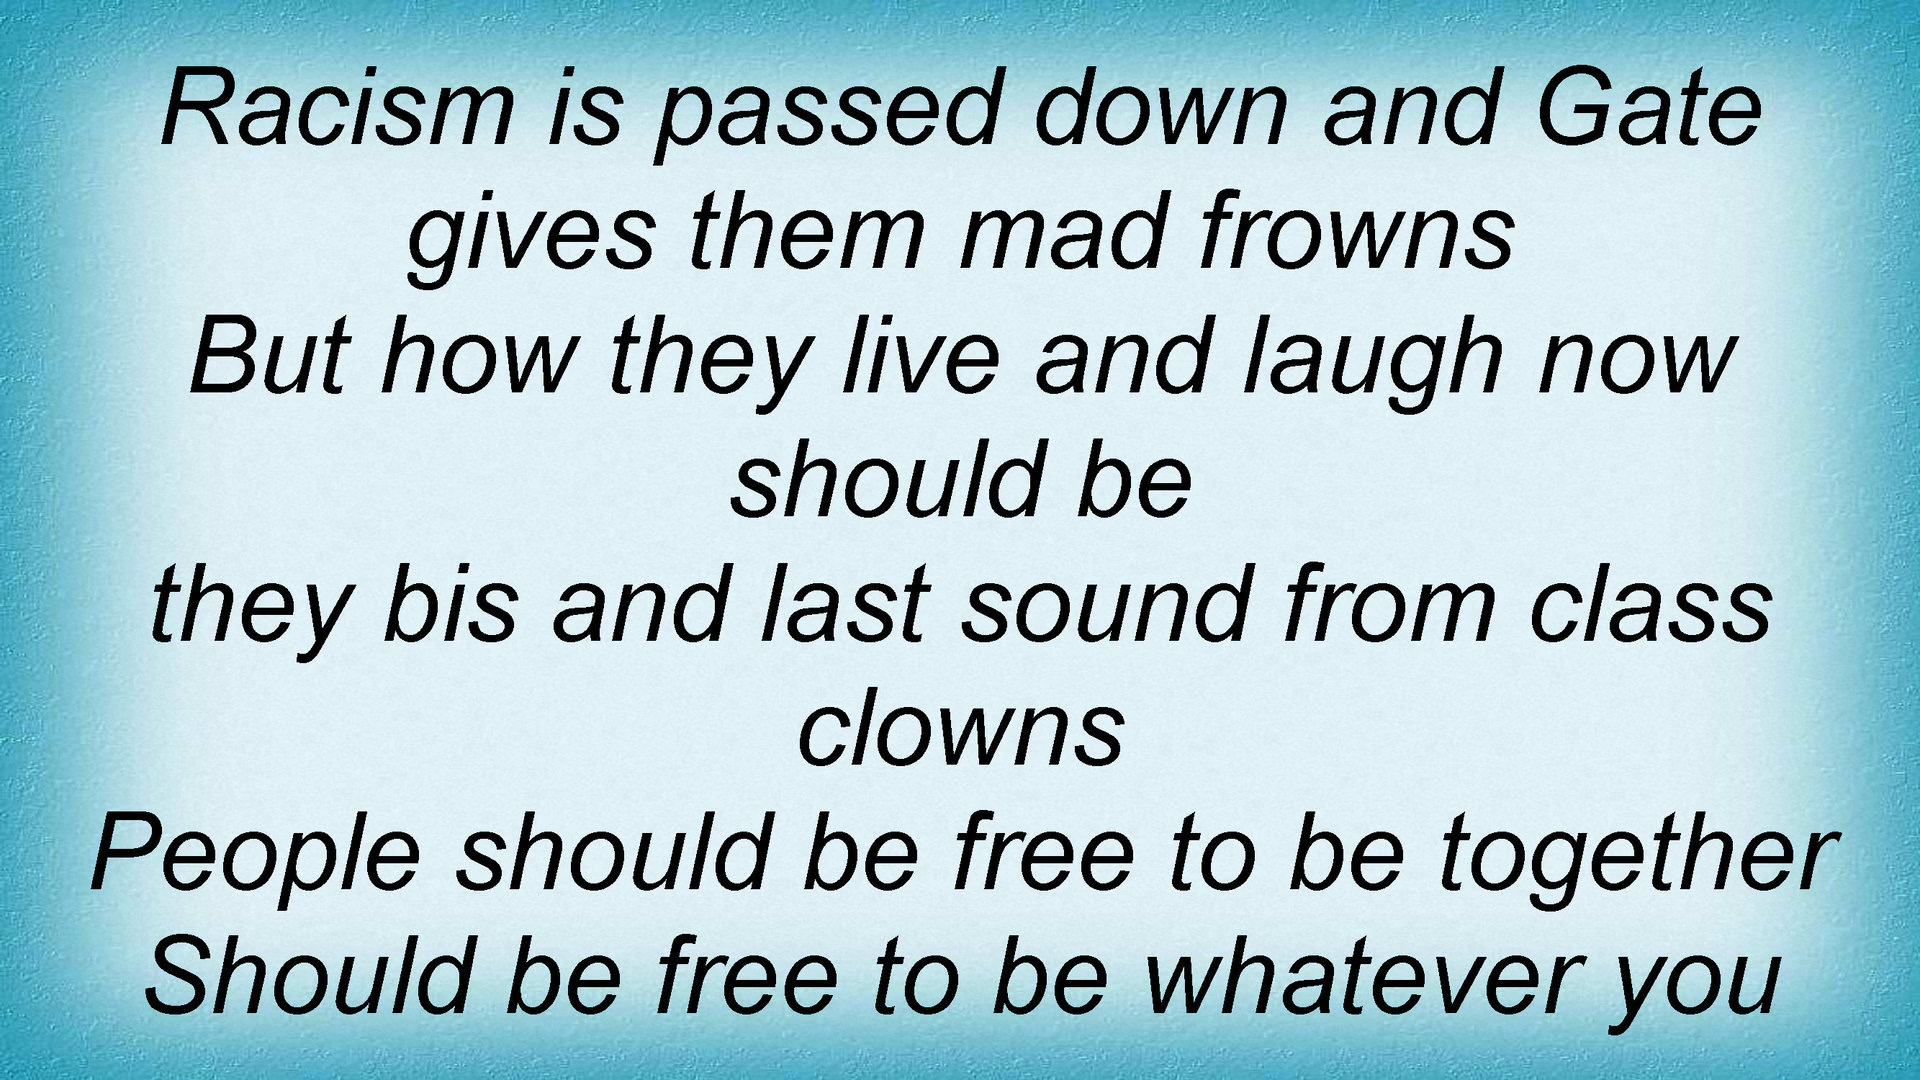 Racism is passed down and Gate
gives them mad frowns
But how they live and laugh now
should be
they bis and last sound from class
clowns
People should be free to be together
Should be free to be whatever you